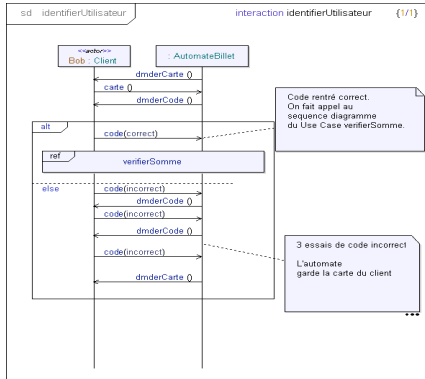 sd identifierUtilisateur
interaction identifierUtilisateur {1/1}
<<actor>>
Bob : Client
: AutomateBillet
dmderCarte ()
carte ()
dmderCode ()
Code rentré correct.
On fait appel au
sequence diagramme
du Use Case verifierSomme.
alt
code(correct)
ref
verifierSomme
else
code(incorrect)
dmderCode ()
code(incorrect)
dmderCode ()
3 essais de code incorrect
L'automate
garde la carte du client
code(incorrect)
dmderCarte ()